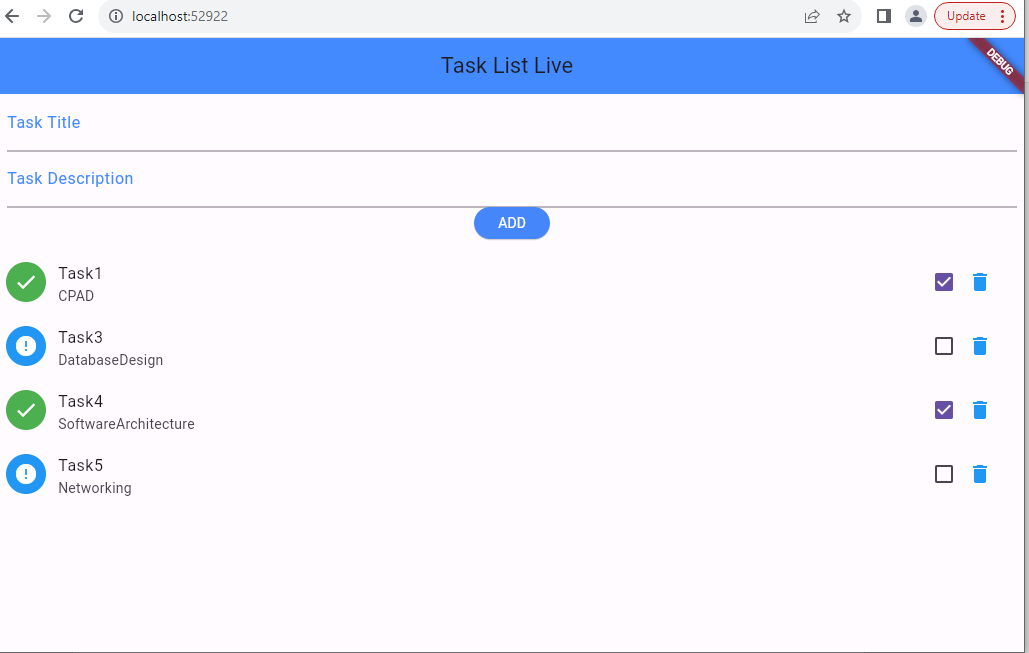 localhost:52922
Update
Task List Live
DEBUG
Task Title
Task Description
ADD
Task1
CPAD
Task3
DatabaseDesign
Task4
SoftwareArchitecture
Task5
Networking